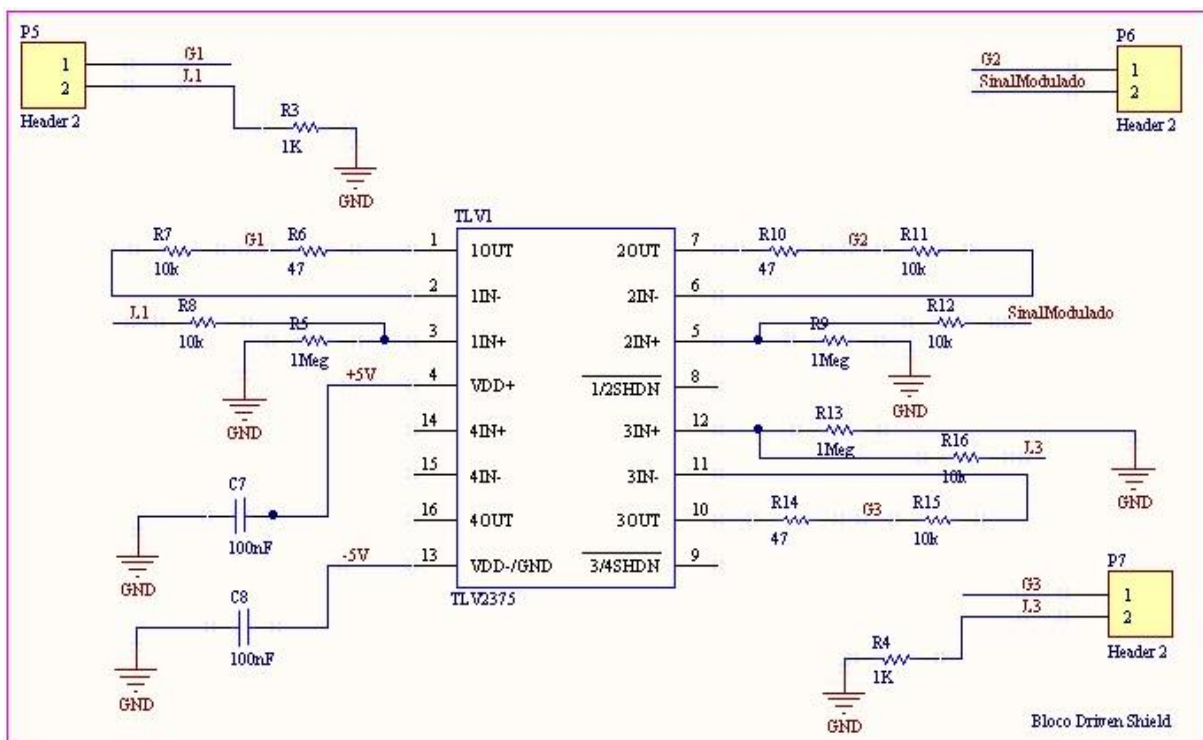 P5
1
2
Header 2
G1
L1
R3
1K
GND
P6
1
2
Header 2
G2
SinalModulado
TLV1
R7
10k
G1
R6
47
1
1OUT
2
1IN-
L1
R8
10k
R5
1Meg
GND
3
1IN+
+5V
4
VDD+
14
4IN+
15
4IN-
16
4OUT
C7
100nF
GND
-5V
13
VDD-/GND
C8
100nF
GND
TLV2375
2OUT
7
R10
47
G2
R11
10k
2IN-
6
R12
10k
SinalModulado
2IN+
5
R9
1Meg
GND
1/2SHDN
8
3IN+
12
R13
1Meg
R16
10k
L3
GND
3IN-
11
3OUT
10
R14
47
G3
R15
10k
3/4SHDN
9
P7
1
2
Header 2
G3
L3
R4
1K
GND
Bloco Driven Shield